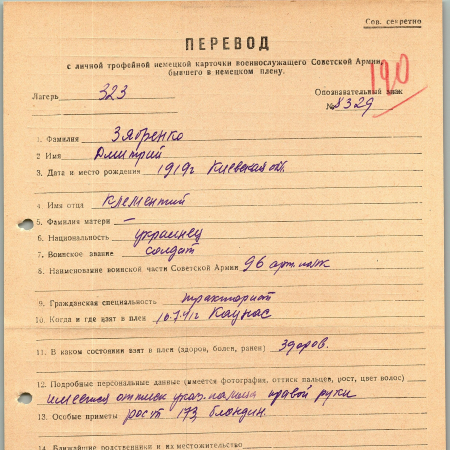 Сов. секретно
ПЕРЕВОД
с личной трофейной немецкой карточки военнослужащего Советской Армии,
бывшего в немецком плену.
190
Лагерь 323
Опознавательный знак
№ 8329
1. Фамилия Зябренко
2 Имя Дмитрий
3. Дата и место рождения 1919г Киевская обл.
4. Имя отца Клементий
5. Фамилия матери —
6. Национальность украинец
7. Воинское звание солдат
8. Наименование воинской части Советской Армии 96 арт. полк
9. Гражданская специальность тракторист
10. Когда и где взят в плен 10.7.41г Каунас
11. В каком состоянии взят в плен (здоров, болен, ранен) здоров.
12. Подробные персональные данные (имеется фотография, оттиск пальцев, рост, цвет волос)
имеется оттиск указ. пальца правой руки
13. Особые приметы рост 173, блондин.
14. Ближайшие родственники и их местожительство